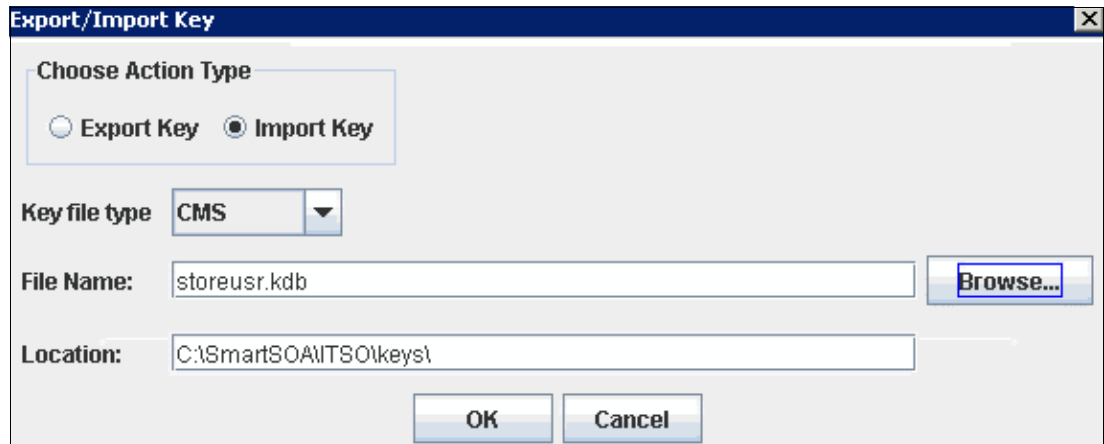 Export/Import Key
Choose Action Type
Export Key Import Key
Key file type CMS
File Name: storeusr.kdb Browse...
Location: C:\SmartSOA\ITSO\keys\
OK Cancel